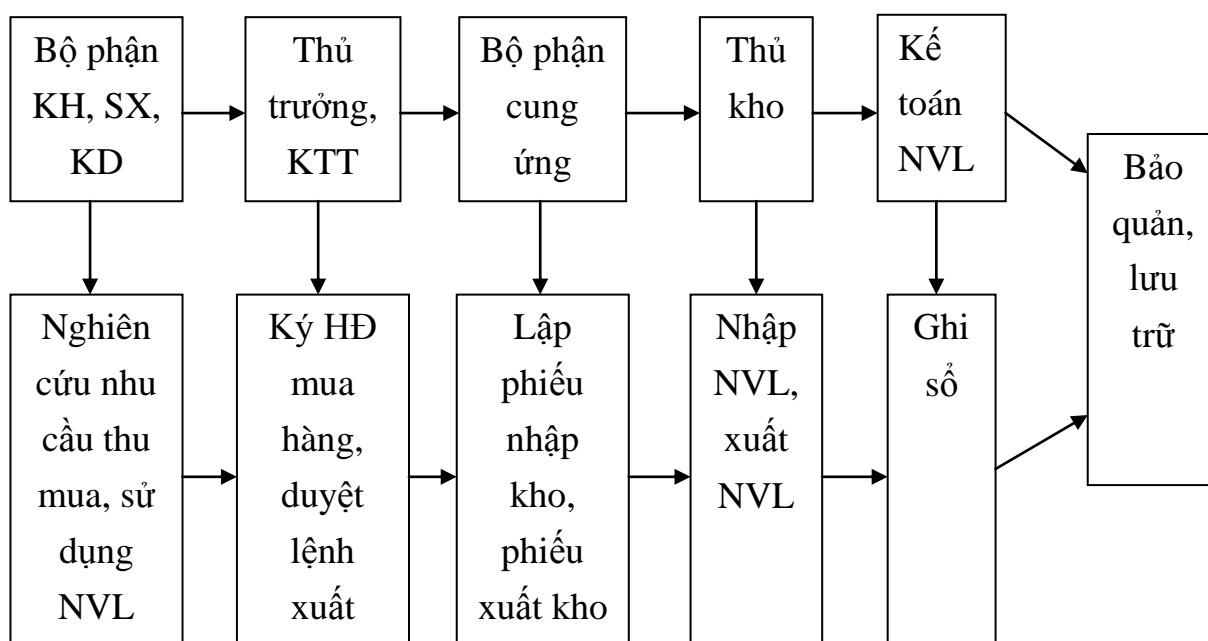 Bộ phận
KH, SX,
KD
Thủ
trưởng,
KTT
Bộ phận
cung
ứng
Thủ
kho
Kế
toán
NVL
Bảo
quản,
lưu
trữ
Nghiên
cứu nhu
cầu thu
mua, sử
dụng
NVL
Ký HĐ
mua
hàng,
duyệt
lệnh
xuất
Lập
phiếu
nhập
kho,
phiếu
xuất kho
Nhập
NVL,
xuất
NVL
Ghi
sổ